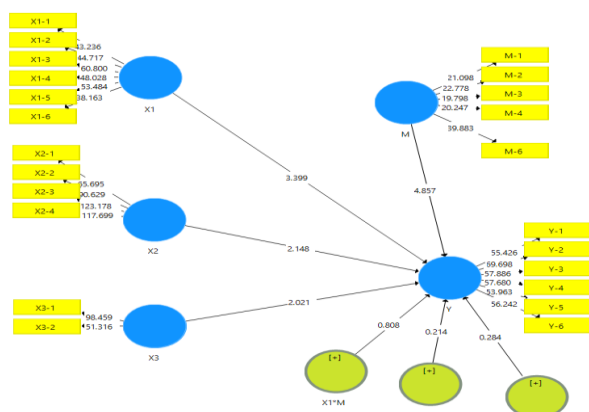 X1-1
X1-2
X1-3
X1-4
X1-5
X1-6
43.236
44.717
60.800
48.028
53.484
38.163
X1
M-1
M-2
M-3
M-4
M-6
21.098
22.778
19.798
20.247
39.883
M
3.399
4.857
X2-1
X2-2
X2-3
X2-4
90.629
123.178
117.699
X2
2.148
Y-1
Y-2
Y-3
Y-4
Y-5
Y-6
55.426
69.698
57.886
57.680
53.963
56.242
Y
X3-1
X3-2
98.459
51.316
X3
2.021
0.808
0.214
0.284
[+]
[+]
[+]
X1*M